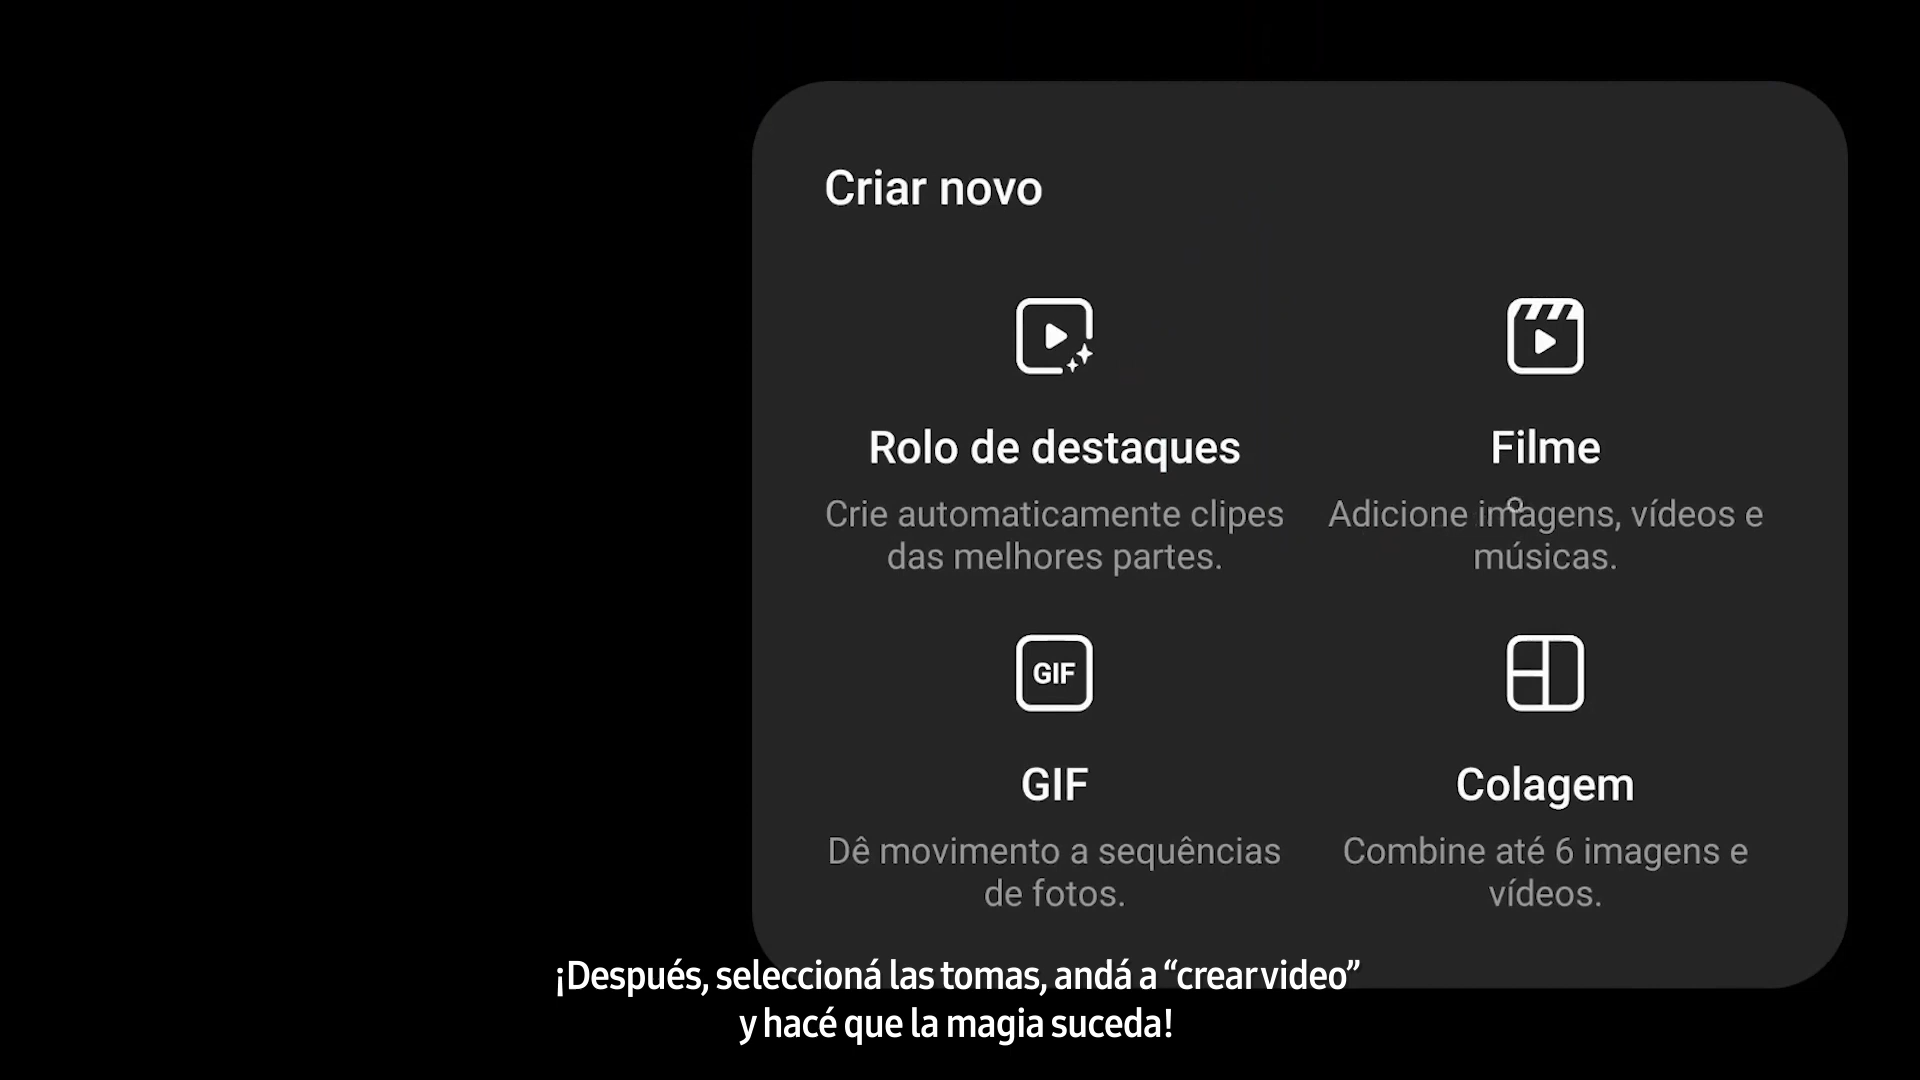 Criar novo
Rolo de destaques
Crie automaticamente clipes
das melhores partes.
Filme
Adicione imagens, vídeos e
músicas.
GIF
GIF
Dê movimento a sequências
de fotos.
Colagem
Combine até 6 imagens e
vídeos.
¡Después, seleccioná las tomas, andá a “crear video”
y hacé que la magia suceda!